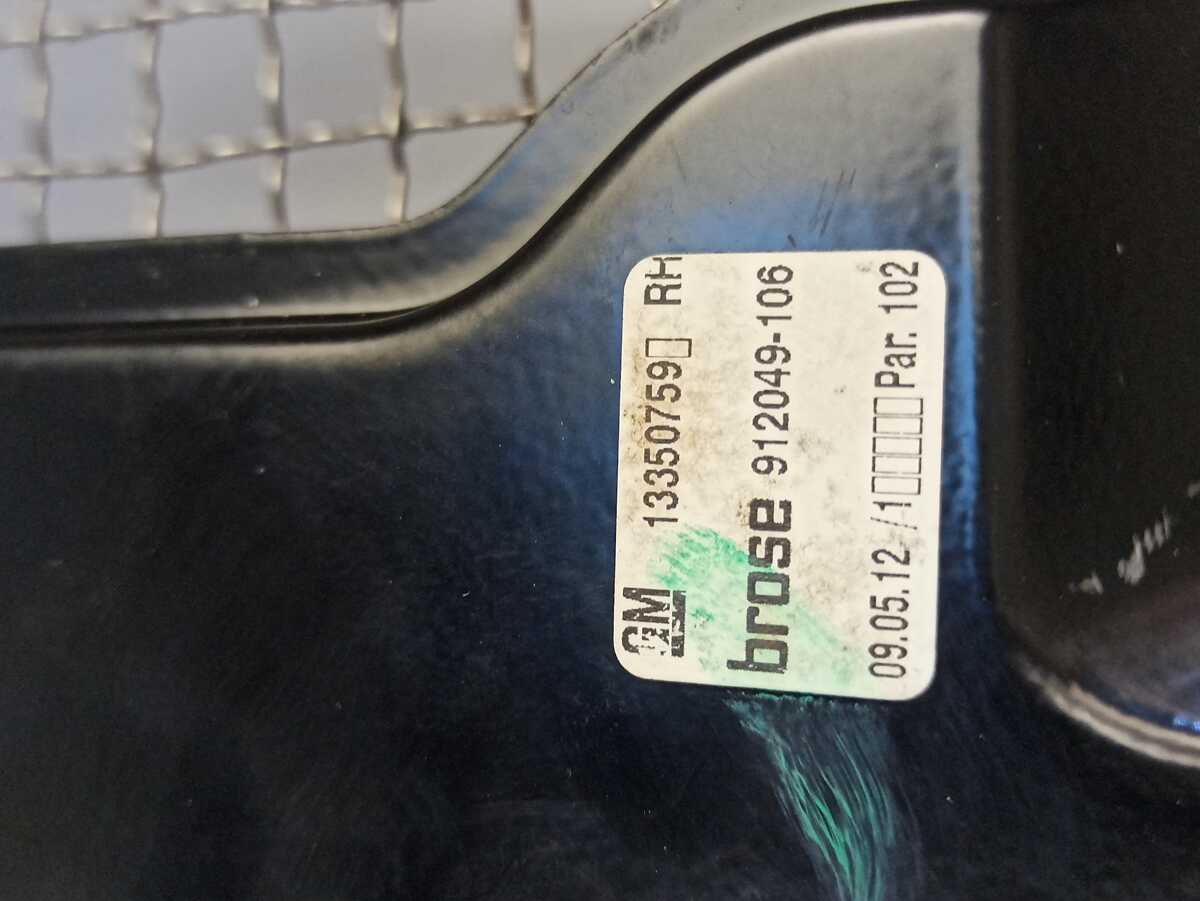 GM 13350759▯ RH
brose 912049-106
09.05.12 /1▯▯▯▯▯Par. 102